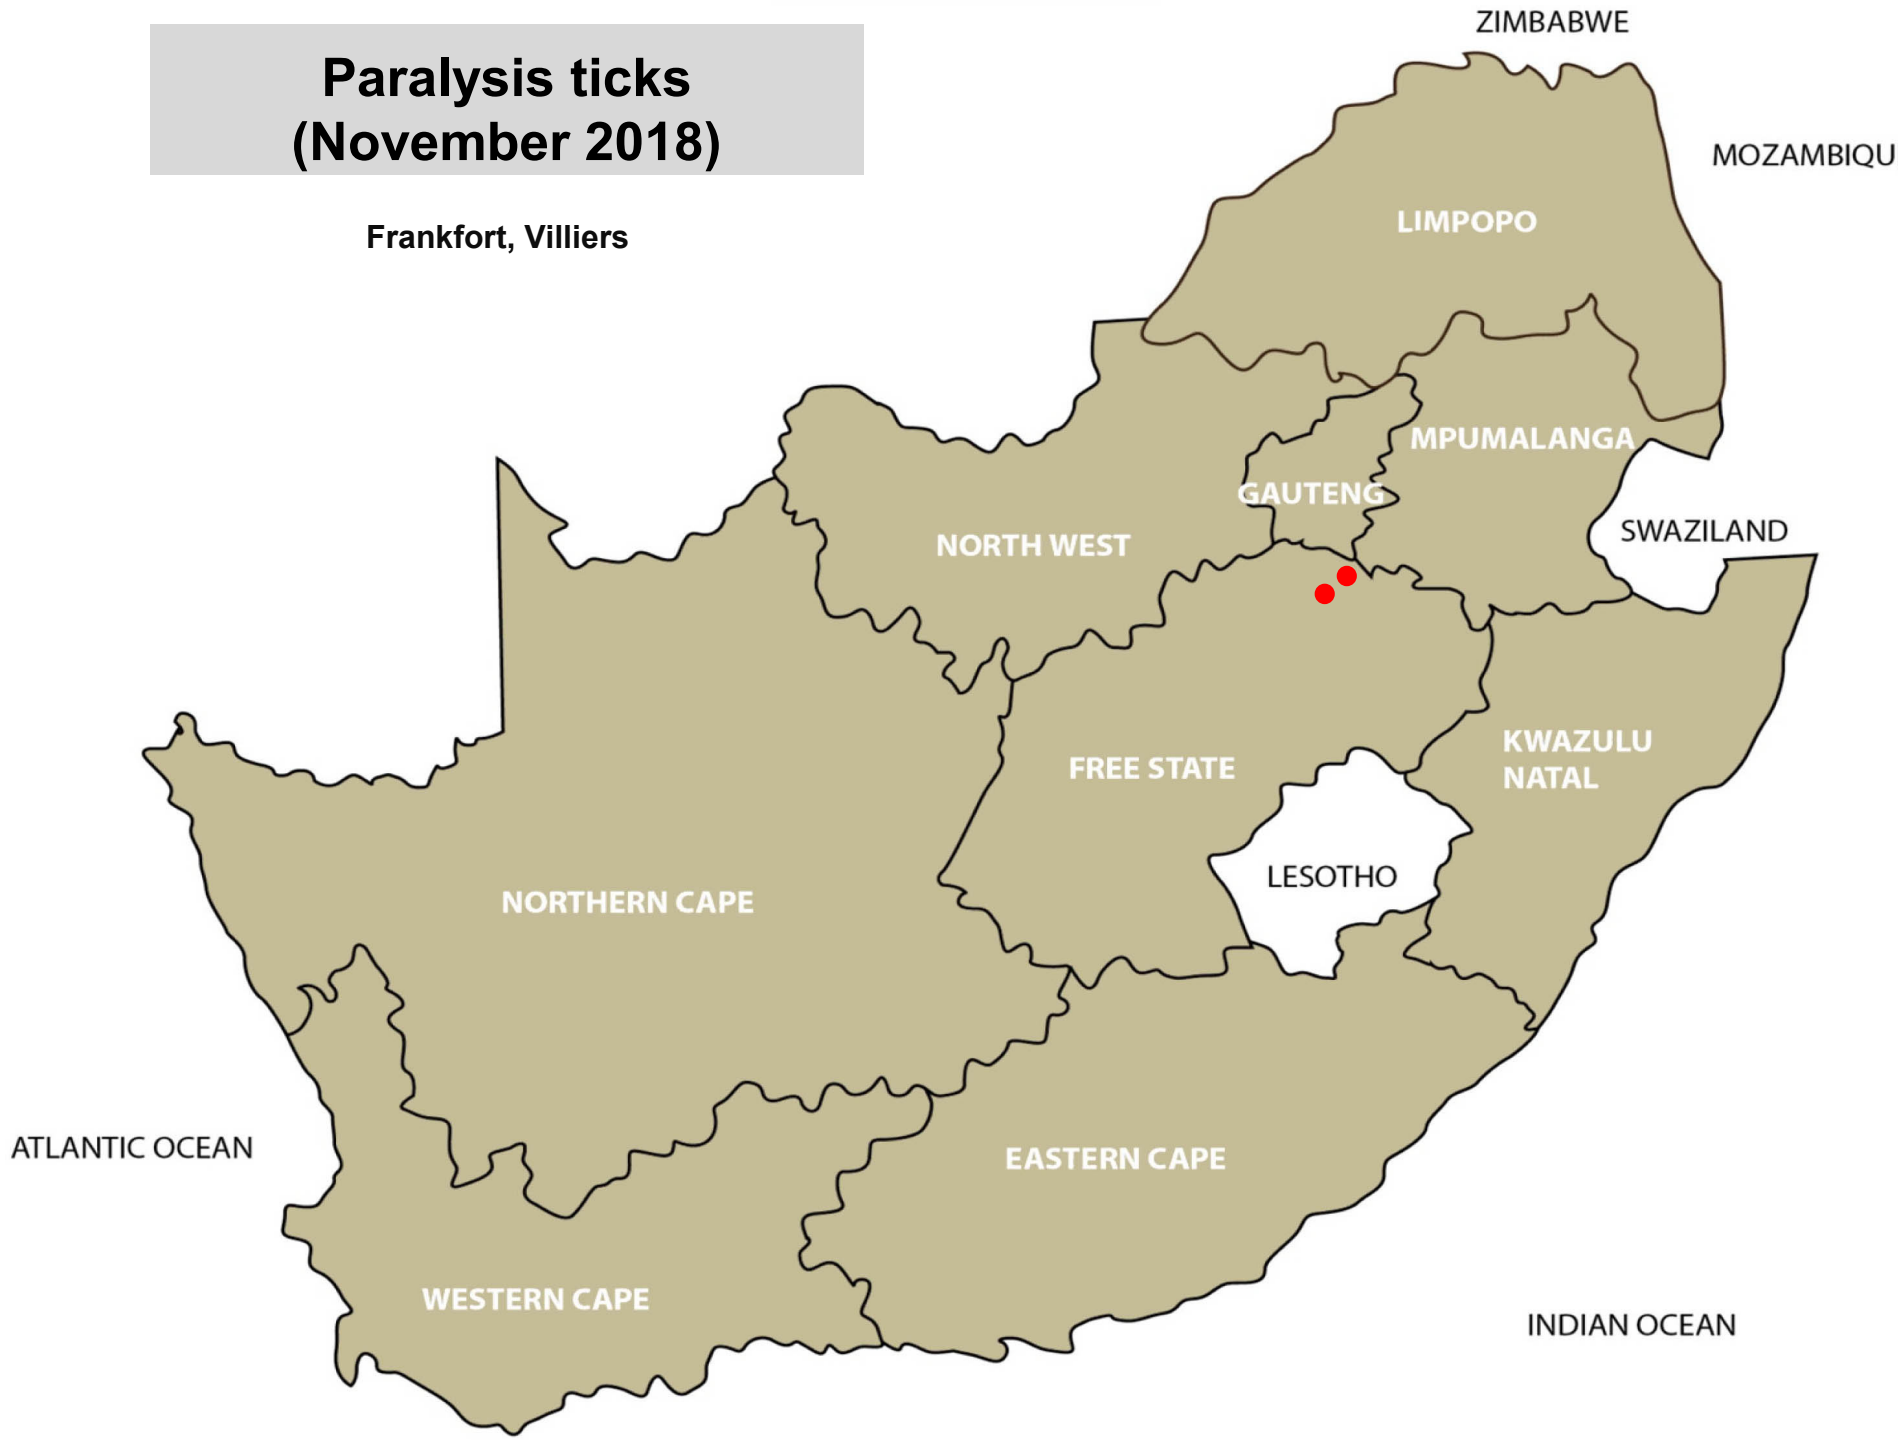 Paralysis ticks
(November 2018)
Frankfort, Villiers
ZIMBABWE
MOZAMBIQU
LIMPOPO
MPUMALANGA
GAUTENG
NORTH WEST
SWAZILAND
KWAZULU
NATAL
FREE STATE
LESOTHO
NORTHERN CAPE
ATLANTIC OCEAN
EASTERN CAPE
WESTERN CAPE
INDIAN OCEAN